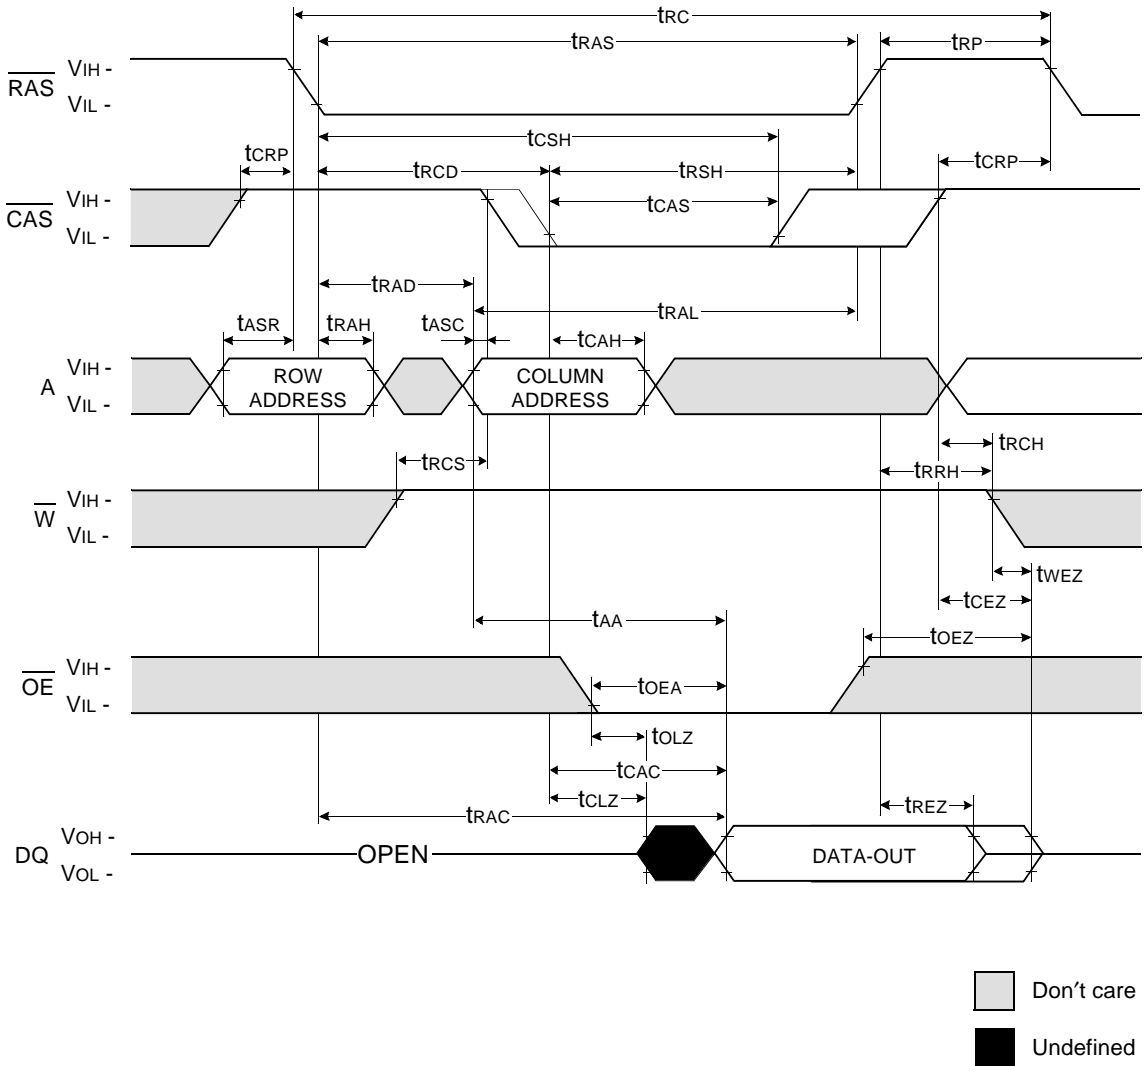 tRC
tRAS
tRP
RAS
VIH -
VIL -
tCSH
tCRP
tRCD
tRSH
tCRP
CAS
VIH -
VIL -
tCAS
tRAD
tRAL
tASR
tRAH
tASC
tCAH
A
VIH -
VIL -
ROW
ADDRESS
COLUMN
ADDRESS
tRCH
tRCS
tRRH
W
VIH -
VIL -
tWEZ
tCEZ
tAA
tOEZ
OE
VIH -
VIL -
tOEA
tOLZ
tCAC
tCLZ
tREZ
tRAC
DQ
VOH -
VOL -
OPEN
DATA-OUT
Don′t care
Undefined